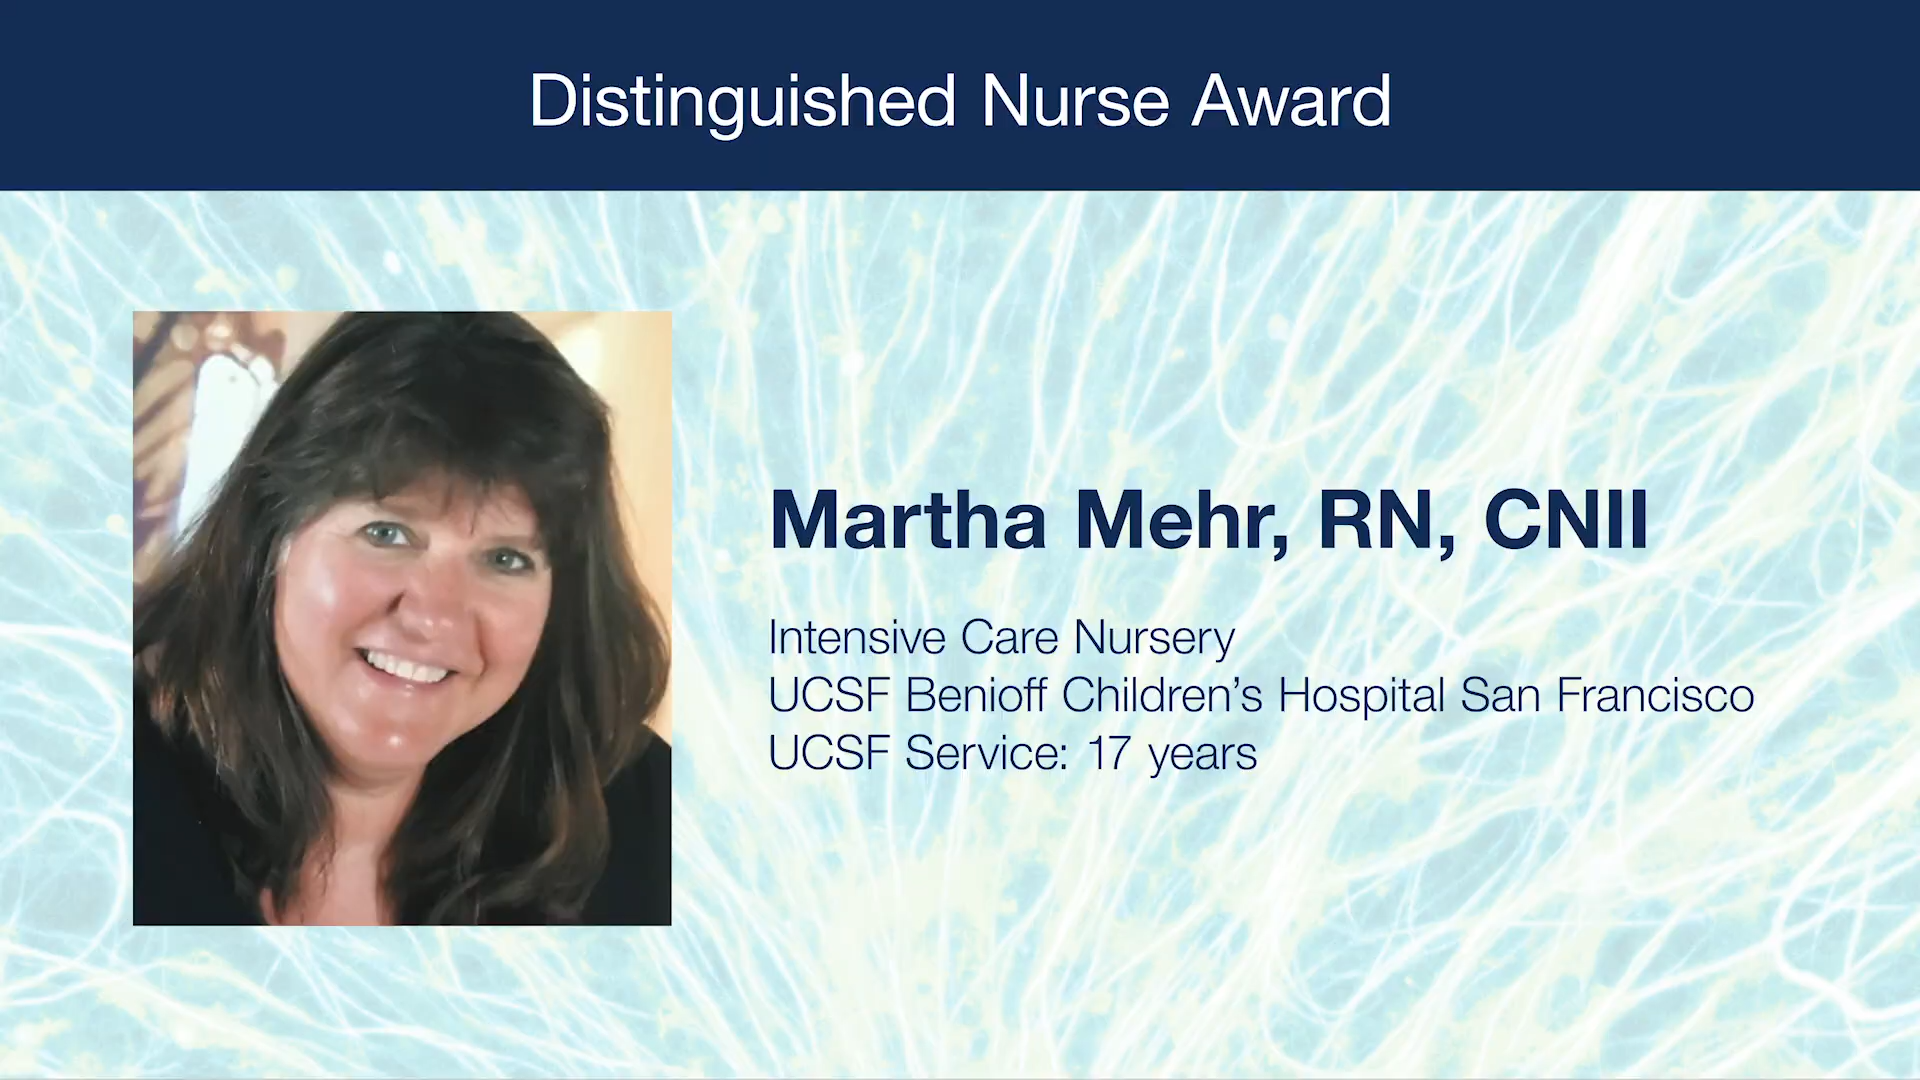 Distinguished Nurse Award
Martha Mehr, RN, CNII
Intensive Care Nursery
UCSF Benioff Children’s Hospital San Francisco
UCSF Service: 17 years